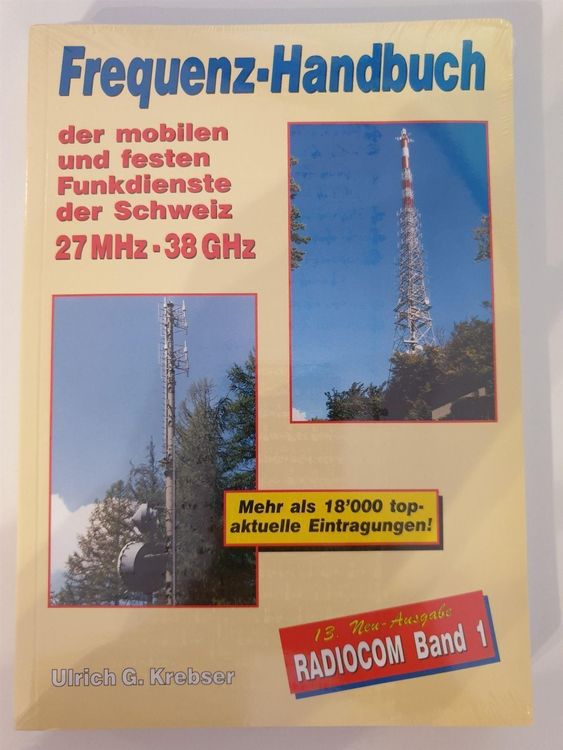 Frequenz-Handbuch
der mobilen
und festen
Funkdienste
der Schweiz
27 MHz - 38 GHz
Mehr als 18'000 top-
aktuelle Eintragungen!
13. Neu-Ausgabe
RADIOCOM Band 1
Ulrich G. Krebser